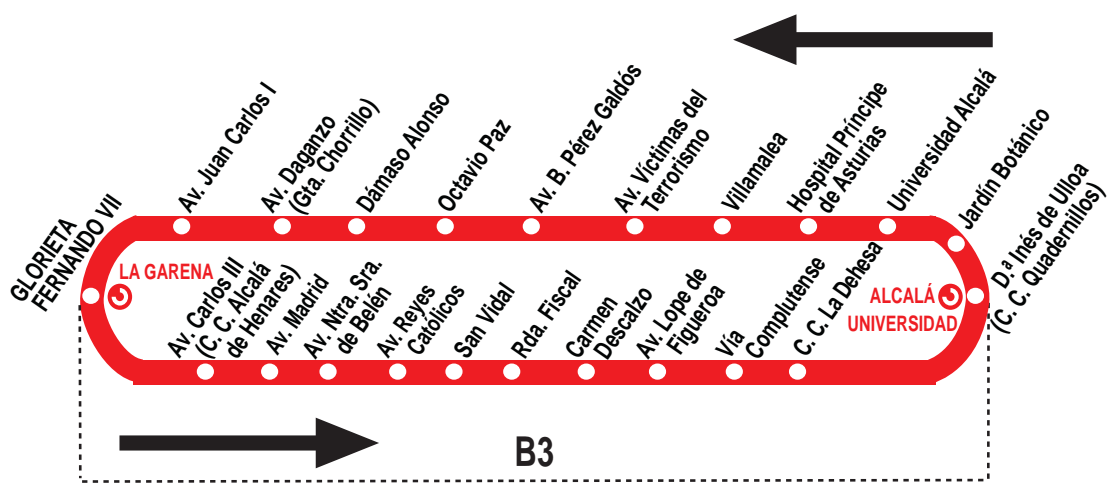 GLORIETA
FERNANDO VII
Av. Juan Carlos I
Av. Daganzo
(Gta. Chorrillo)
Dámaso Alonso
Octavio Paz
Av. B. Pérez Galdós
Av. Víctimas del
Terrorismo
Villamalea
Hospital Príncipe
de Asturias
Universidad Alcalá
Jardín Botánico
Dª Inés de Ulloa
(C. C. Quadernillos)
LA GARENA
ALCALÁ
UNIVERSIDAD
Av. Carlos III
(C. C. Alcalá
de Henares)
Av. Madrid
Av. Ntra. Sra.
de Belén
Av. Reyes
Católicos
San Vidal
Rda. Fiscal
Carmen
Descalzo
Av. Lope de
Figueroa
Vía
Complutense
C. C. La Dehesa
B3